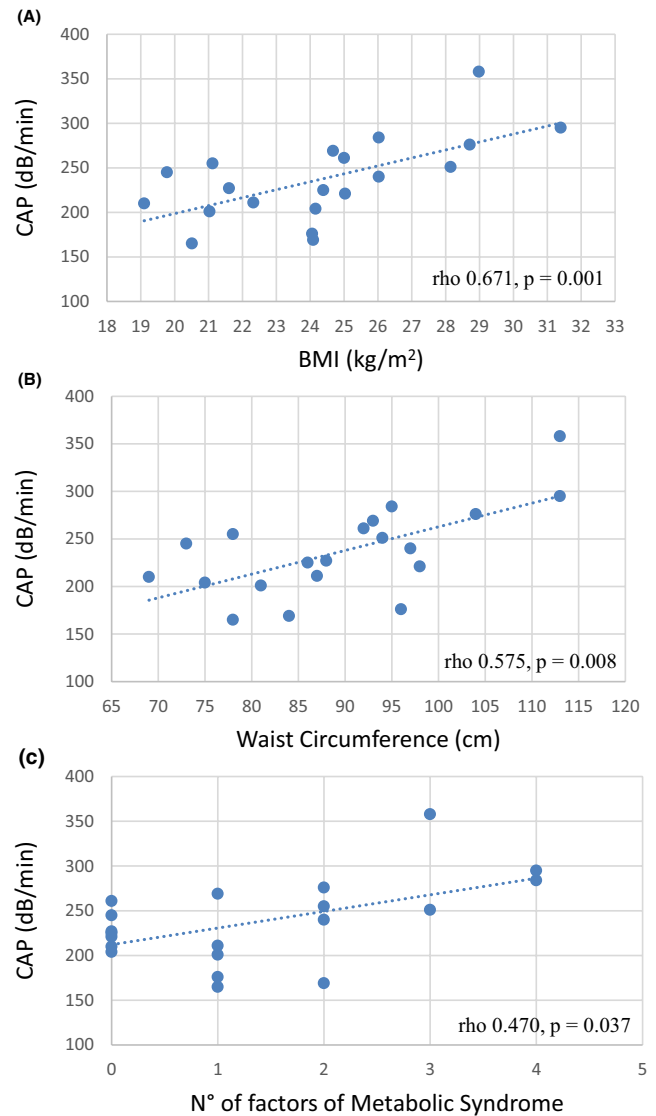 (A)
400
350
300
250
200
150
100
CAP (dB/min)
rho 0.671, p = 0.001
18 19 20 21 22 23 24 25 26 27 28 29 30 31 32 33
BMI (kg/m²)
(B)
400
350
300
250
200
150
100
CAP (dB/min)
rho 0.575, p = 0.008
65 70 75 80 85 90 95 100 105 110 115 120
Waist Circumference (cm)
(c)
400
350
300
250
200
150
100
CAP (dB/min)
rho 0.470, p = 0.037
0 1 2 3 4 5
N° of factors of Metabolic Syndrome